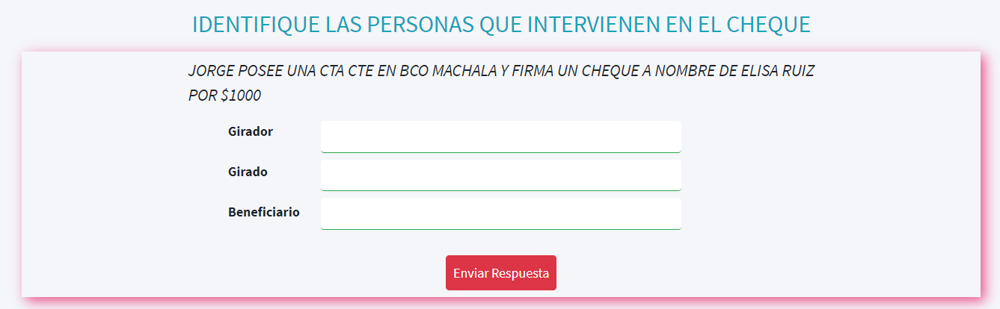 IDENTIFIQUE LAS PERSONAS QUE INTERVIENEN EN EL CHEQUE
JORGE POSEE UNA CTA CTE EN BCO MACHALA Y FIRMA UN CHEQUE A NOMBRE DE ELISA RUIZ
POR $1000
Girador
Girado
Beneficiario
Enviar Respuesta